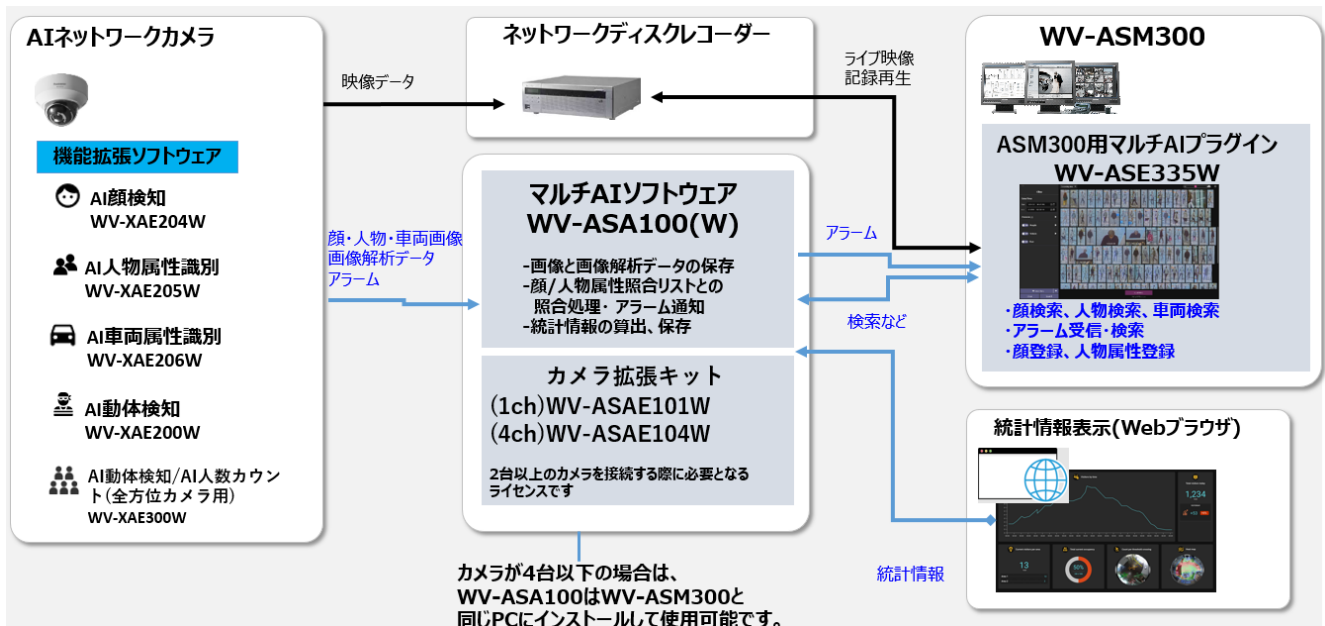 AIネットワークカメラ
機能拡張ソフトウェア
AI顔検知
WV-XAE204W
AI人物属性識別
WV-XAE205W
AI車両属性識別
WV-XAE206W
AI動体検知
WV-XAE200W
AI動体検知/AI人数カウン
ト(全方位カメラ用)
WV-XAE300W
映像データ
顔・人物・車両画像
画像解析データ
アラーム
ネットワークディスクレコーダー
ライブ映像
記録再生
マルチAIソフトウェア
WV-ASA100(W)
-画像と画像解析データの保存
-顔/人物属性照合リストとの
照合処理・ アラーム通知
-統計情報の算出、保存
カメラ拡張キット
(1ch)WV-ASAE101W
(4ch)WV-ASAE104W
2台以上のカメラを接続する際に必要となる
ライセンスです
カメラが4台以下の場合は、
WV-ASA100はWV-ASM300と
同じPCにインストールして使用可能です。
アラーム
検索など
統計情報
WV-ASM300
ASM300用マルチAIプラグイン
WV-ASE335W
・顔検索、人物検索、車両検索
・アラーム受信・検索
・顔登録、人物属性登録
統計情報表示(Webブラウザ)
1,234
13
50%